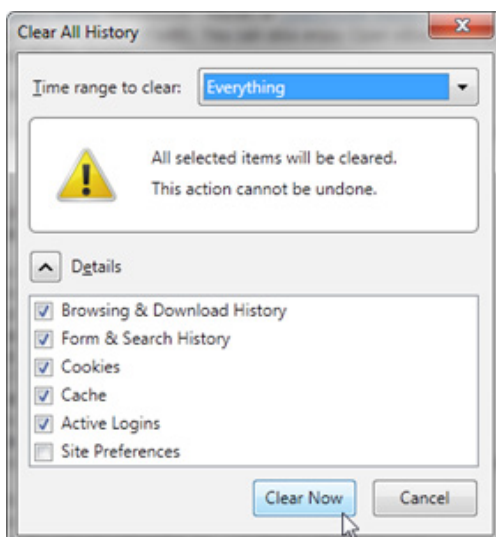 Clear All History
Time range to clear: Everything
All selected items will be cleared.
This action cannot be undone.
Details
Browsing & Download History
Form & Search History
Cookies
Cache
Active Logins
Site Preferences
Clear Now Cancel